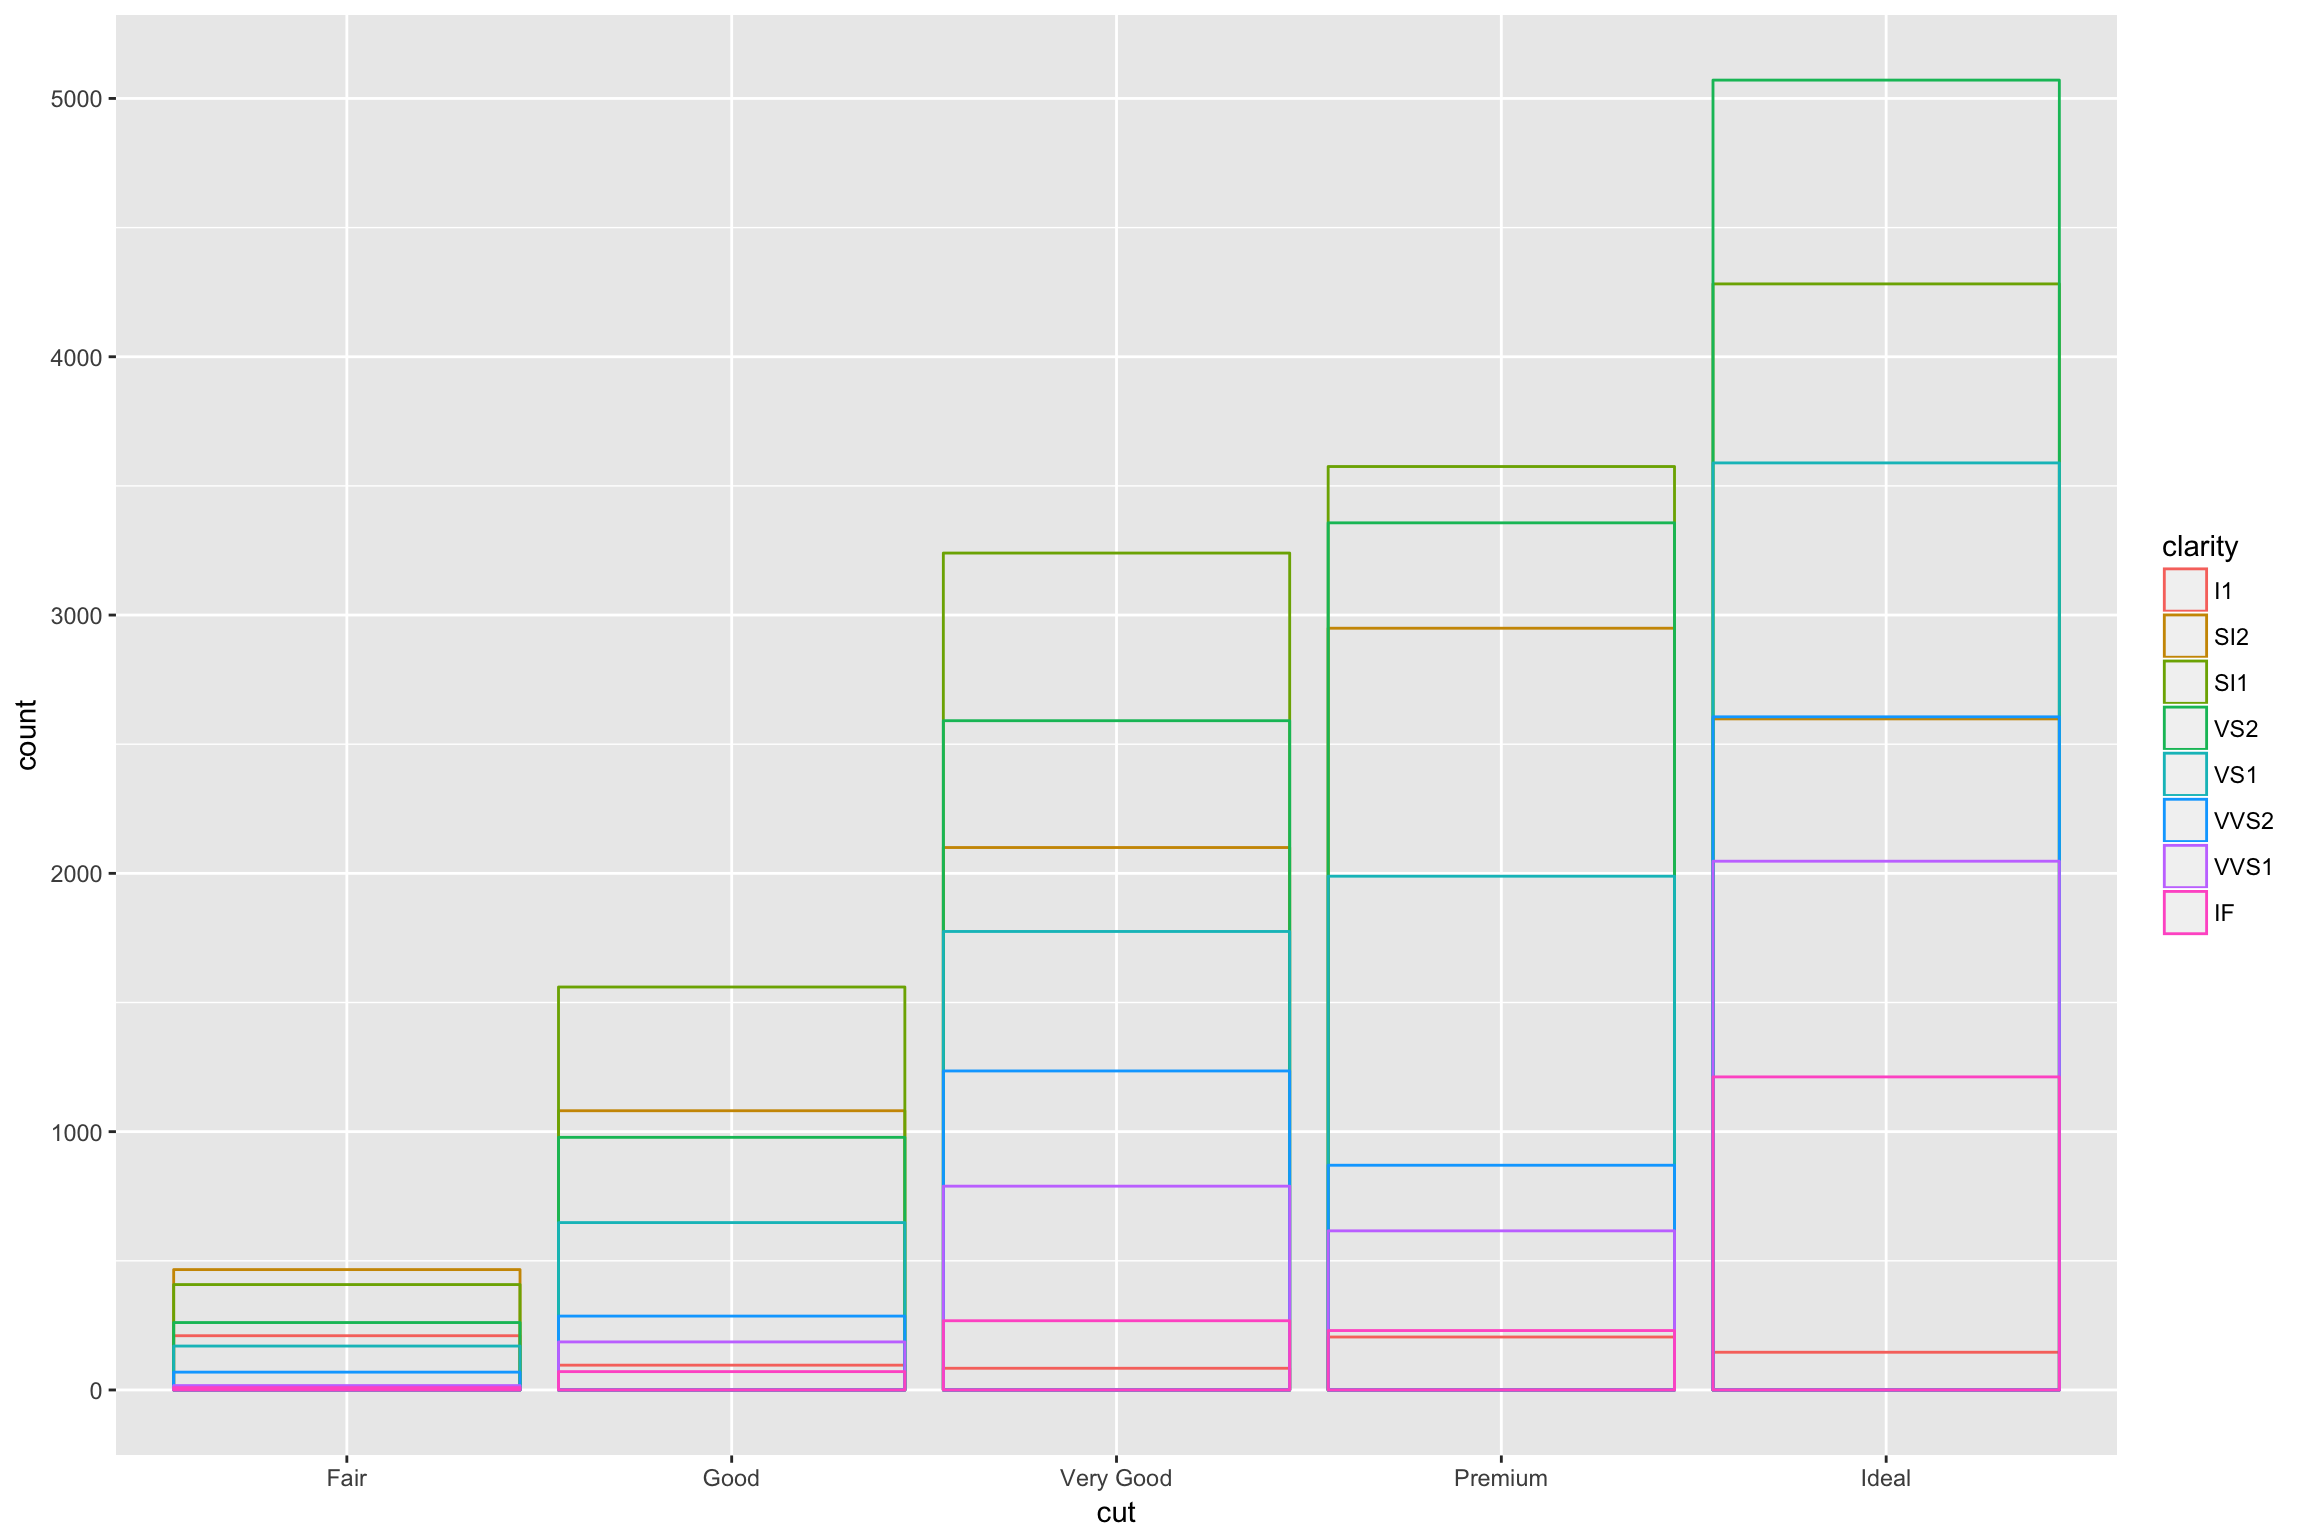 5000
4000
3000
2000
1000
0
count
Fair
Good
Very Good
Premium
Ideal
cut
clarity
I1
SI2
SI1
VS2
VS1
VVS2
VVS1
IF